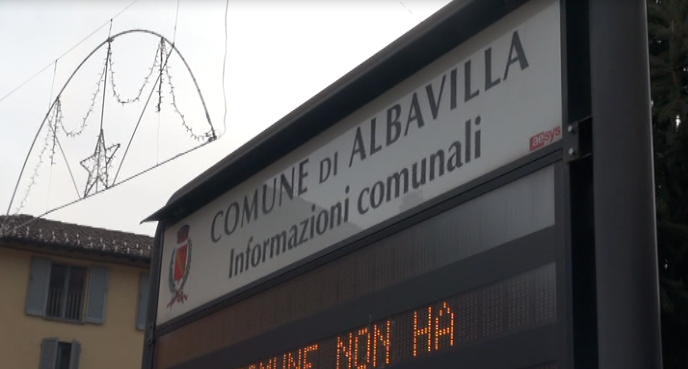 COMUNE DI ALBAVILLA
Informazioni comunali
aesys
COMUNE NON HA